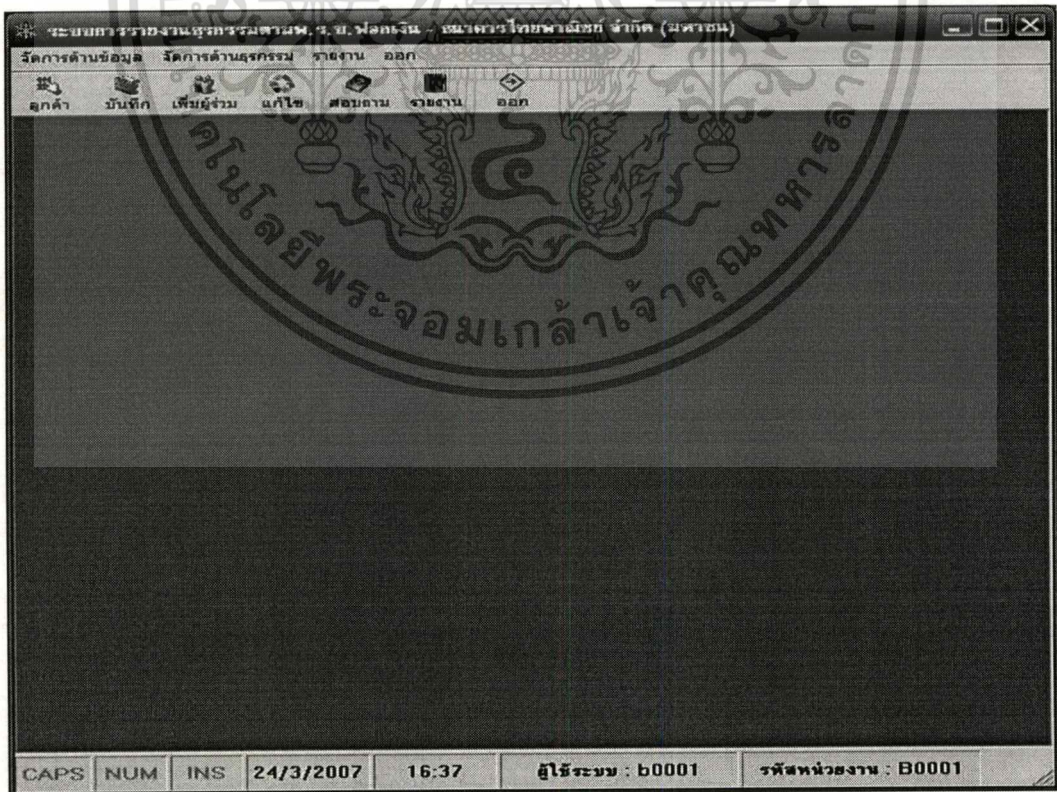 ระบบการรายงานธุรกรรมตามพ.ร.บ.ฟอกเงิน - ธนาคารไทยพาณิชย์ จำกัด (มหาชน)
จัดการด้านข้อมูล จัดการด้านธุรกรรม รายงาน ออก
ลูกค้า บันทึก เพิ่มผู้ร่วม แก้ไข สอบถาม รายงาน ออก
คโนโลยีพระจอมเกล้าเจ้าคุณทหารลาดก
CAPS NUM INS 24/3/2007 16:37 ผู้ใช้ระบบ : b0001 รหัสหน่วยงาน : B0001